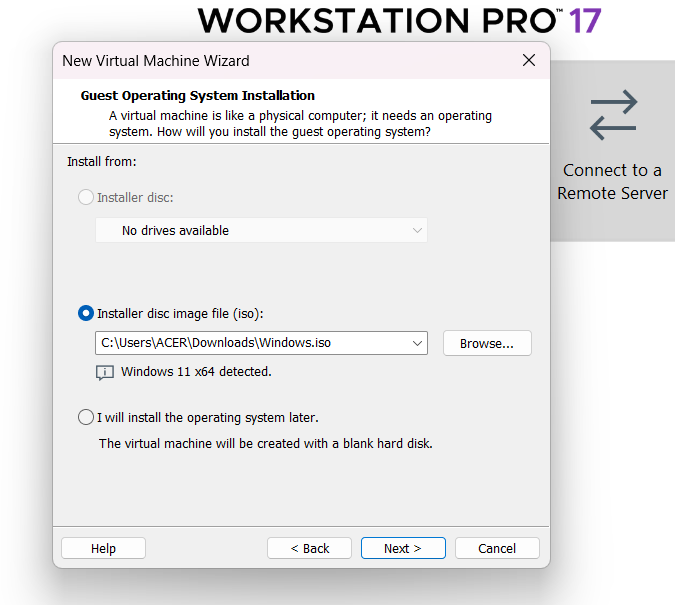 WORKSTATION PRO™ 17
New Virtual Machine Wizard
Guest Operating System Installation
A virtual machine is like a physical computer; it needs an operating
system. How will you install the guest operating system?
Install from:
Installer disc:
No drives available
Installer disc image file (iso):
C:\Users\ACER\Downloads\Windows.iso
Browse...
Windows 11 x64 detected.
I will install the operating system later.
The virtual machine will be created with a blank hard disk.
Help
< Back
Next >
Cancel
Connect to a
Remote Server